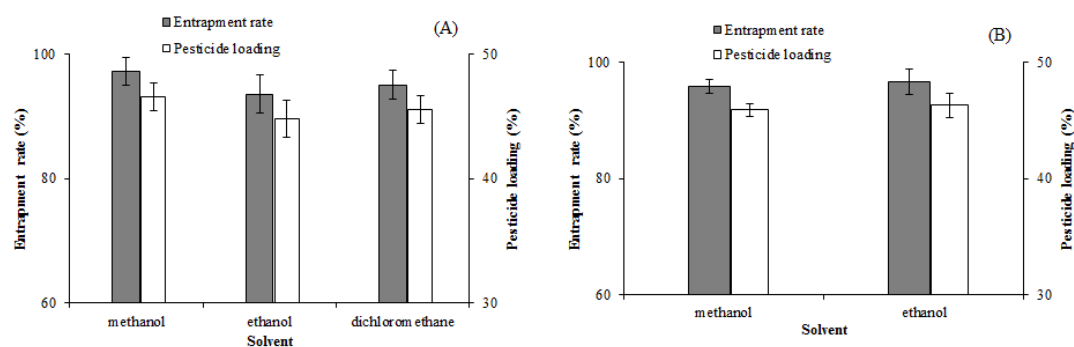 Entrapment rate
Pesticide loading
(A)
100
80
60
Entrapment rate (%)
50
40
30
Pesticide loading (%)
methanol
ethanol
dichloromethane
Solvent
Entrapment rate
Pesticide loading
(B)
100
80
60
Entrapment rate (%)
50
40
30
Pesticide loading (%)
methanol
ethanol
Solvent